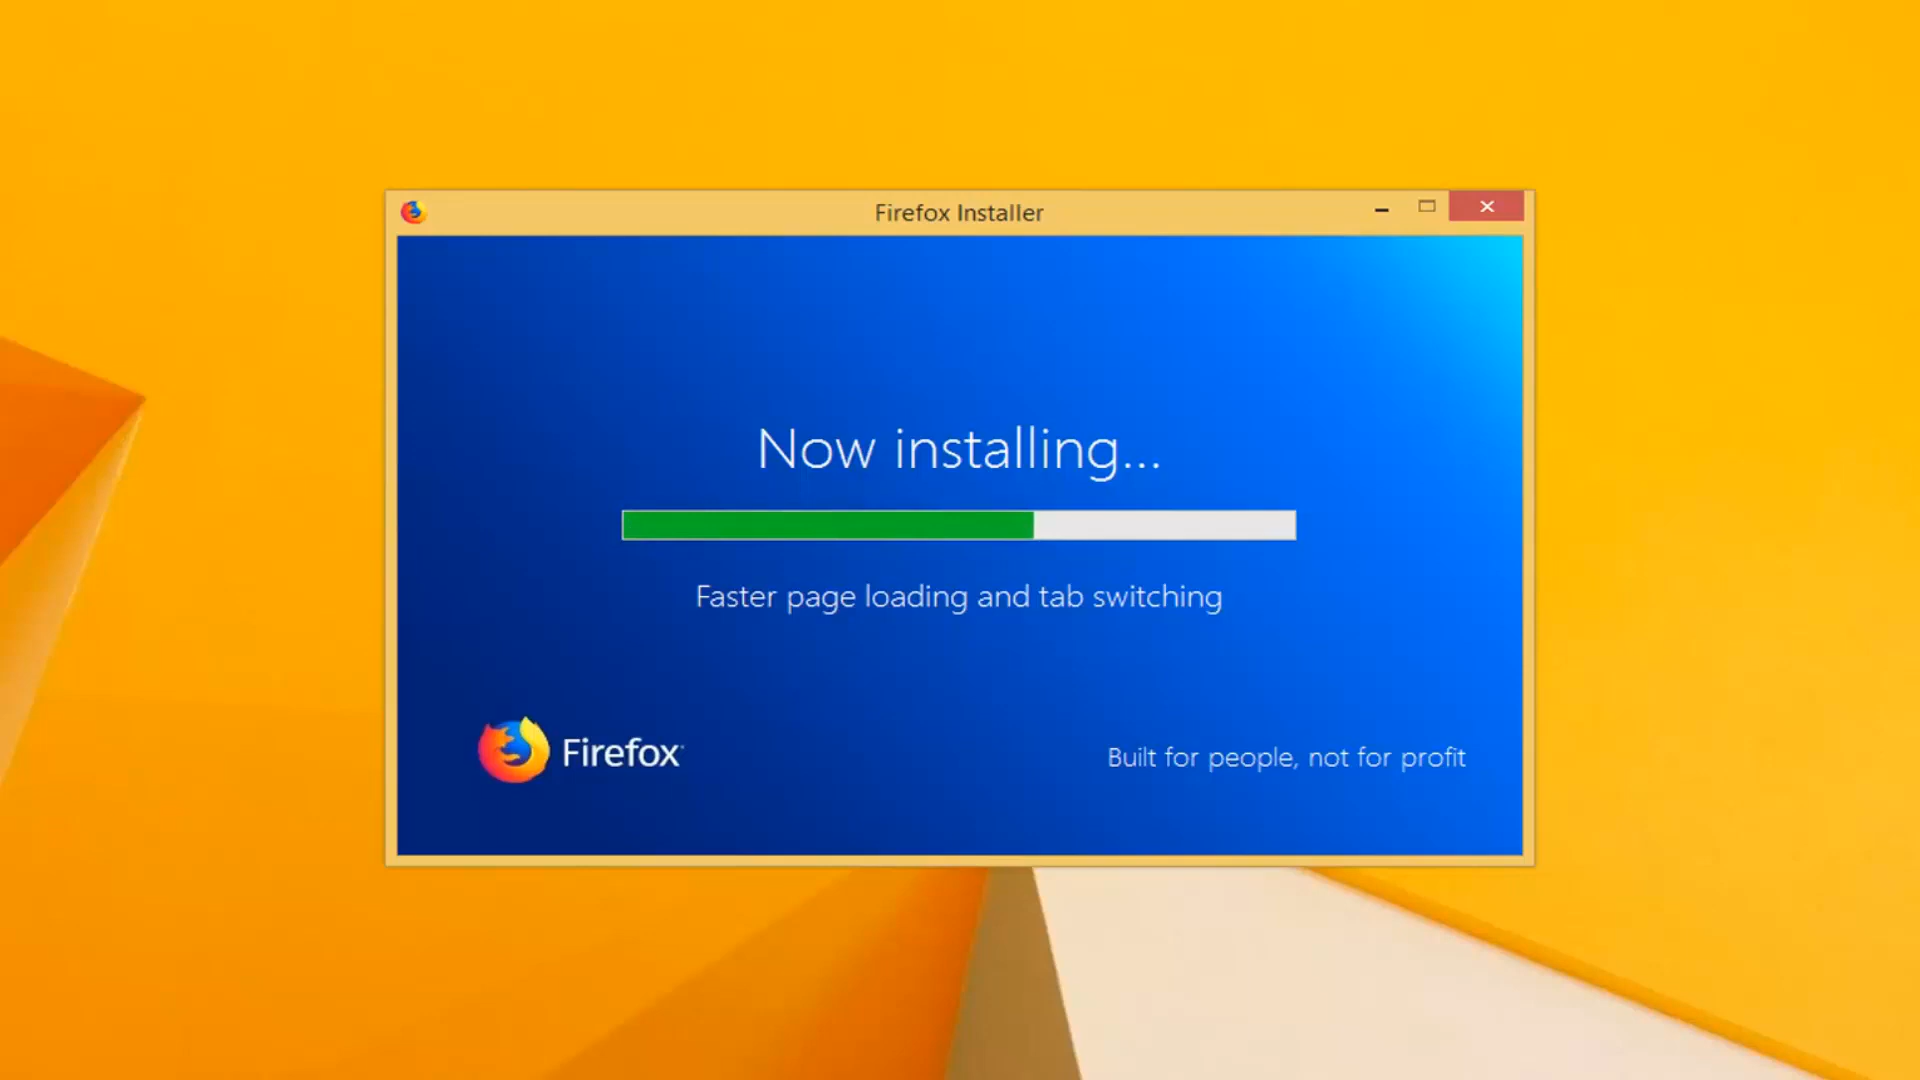 Firefox Installer
Now installing...
Faster page loading and tab switching
Firefox
Built for people, not for profit